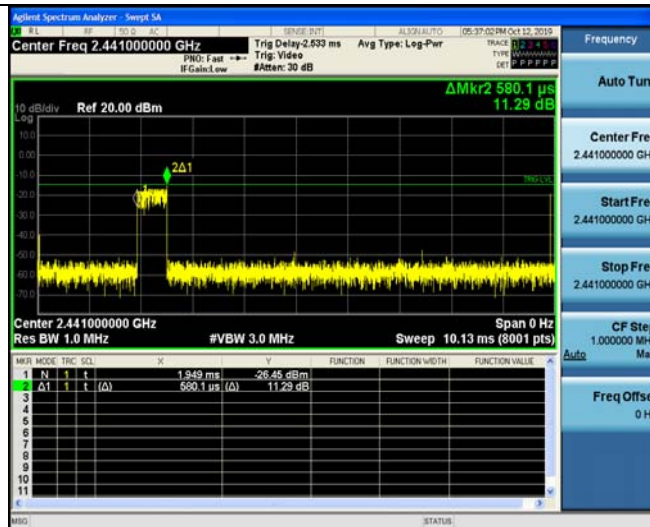 Agilent Spectrum Analyzer - Swept SA
RL RF 50 Ω AC SENSE:INT ALIGN AUTO 05:37:02 PM Oct 12, 2019
Center Freq 2.441000000 GHz
PNO: Fast
IFGain:Low
Trig Delay-2.533 ms
Trig: Video
#Atten: 30 dB
Avg Type: Log-Pwr
TRACE 1 2 3 4 5 6
TYPE
DET P P P P P P
ΔMkr2 580.1 µs
11.29 dB
10 dB/div Ref 20.00 dBm
Log
10.0
0.00
-10.0
-20.0
-30.0
-40.0
-50.0
-60.0
-70.0
2Δ1
1
TRIG LVL
Center 2.441000000 GHz Span 0 Hz
Res BW 1.0 MHz #VBW 3.0 MHz Sweep 10.13 ms (8001 pts)
MKR MODE TRC SCL X Y FUNCTION FUNCTION WIDTH FUNCTION VALUE
1 N 1 t 1.949 ms -26.45 dBm
2 Δ1 1 t (Δ) 580.1 µs (Δ) 11.29 dB
3
4
5
6
7
8
9
10
11
MSG STATUS
Frequency
Auto Tun
Center Fre
2.441000000 GH
Start Fre
2.441000000 GH
Stop Fre
2.441000000 GH
CF Ste
1.000000 MH
Auto Ma
Freq Offse
0 H